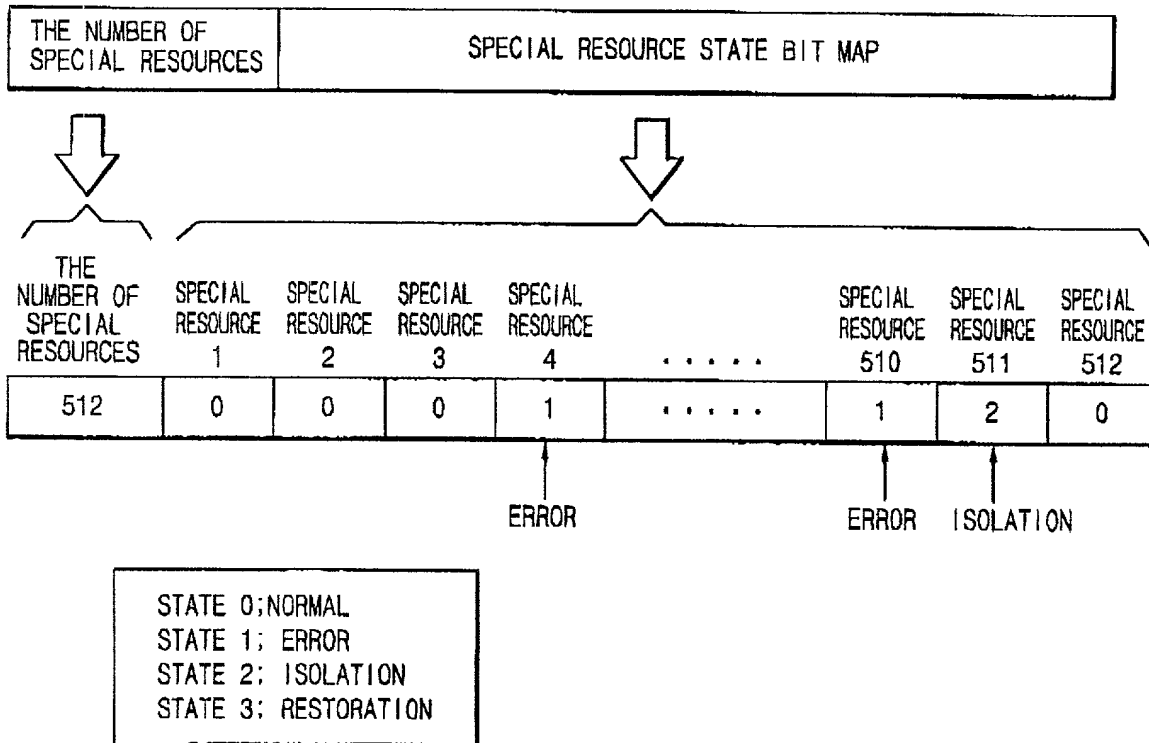 THE NUMBER OF
SPECIAL RESOURCES
SPECIAL RESOURCE STATE BIT MAP
THE
NUMBER OF
SPECIAL
RESOURCES
SPECIAL
RESOURCE
1
SPECIAL
RESOURCE
2
SPECIAL
RESOURCE
3
SPECIAL
RESOURCE
4
.....
SPECIAL
RESOURCE
510
SPECIAL
RESOURCE
511
SPECIAL
RESOURCE
512
512 0 0 0 1 ..... 1 2 0
ERROR
ERROR
ISOLATION
STATE 0;NORMAL
STATE 1; ERROR
STATE 2; ISOLATION
STATE 3; RESTORATION